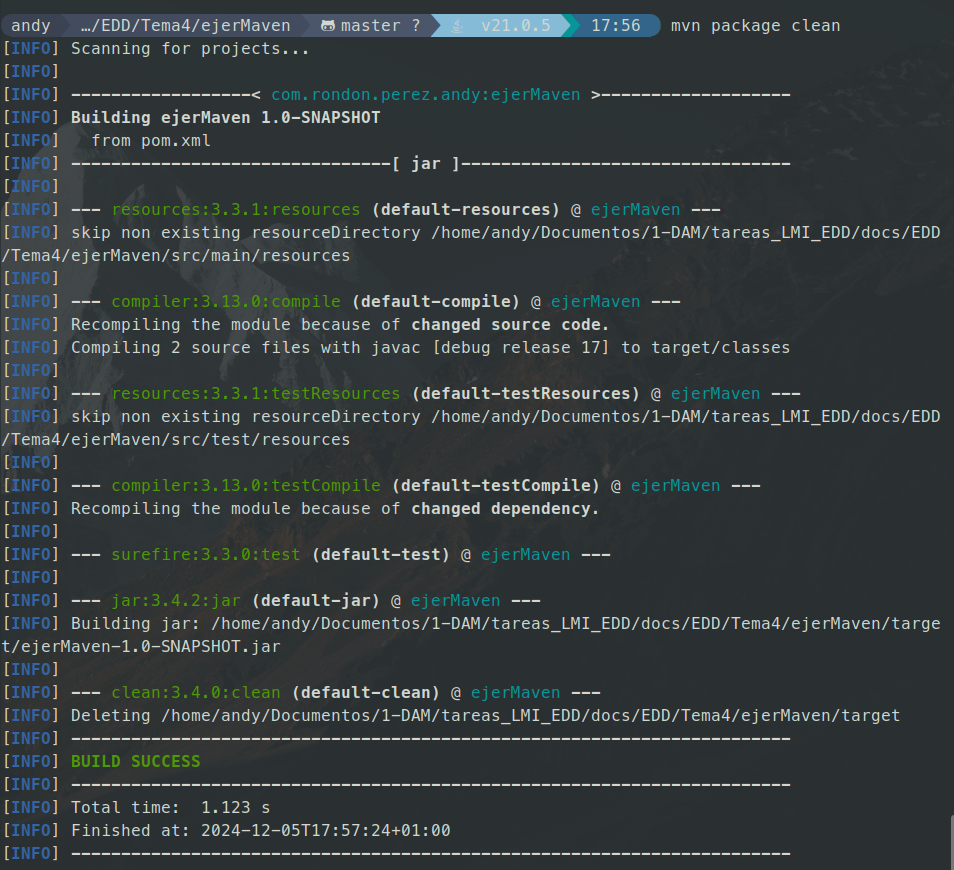 andy …/EDD/Tema4/ejerMaven master ? v21.0.5 17:56 mvn package clean
[INFO] Scanning for projects...
[INFO]
[INFO] ------------------< com.rondon.perez.andy:ejerMaven >-------------------
[INFO] Building ejerMaven 1.0-SNAPSHOT
[INFO]   from pom.xml
[INFO] --------------------------------[ jar ]---------------------------------
[INFO]
[INFO] --- resources:3.3.1:resources (default-resources) @ ejerMaven ---
[INFO] skip non existing resourceDirectory /home/andy/Documentos/1-DAM/tareas_LMI_EDD/docs/EDD
/Tema4/ejerMaven/src/main/resources
[INFO]
[INFO] --- compiler:3.13.0:compile (default-compile) @ ejerMaven ---
[INFO] Recompiling the module because of changed source code.
[INFO] Compiling 2 source files with javac [debug release 17] to target/classes
[INFO]
[INFO] --- resources:3.3.1:testResources (default-testResources) @ ejerMaven ---
[INFO] skip non existing resourceDirectory /home/andy/Documentos/1-DAM/tareas_LMI_EDD/docs/EDD
/Tema4/ejerMaven/src/test/resources
[INFO]
[INFO] --- compiler:3.13.0:testCompile (default-testCompile) @ ejerMaven ---
[INFO] Recompiling the module because of changed dependency.
[INFO]
[INFO] --- surefire:3.3.0:test (default-test) @ ejerMaven ---
[INFO]
[INFO] --- jar:3.4.2:jar (default-jar) @ ejerMaven ---
[INFO] Building jar: /home/andy/Documentos/1-DAM/tareas_LMI_EDD/docs/EDD/Tema4/ejerMaven/targe
t/ejerMaven-1.0-SNAPSHOT.jar
[INFO]
[INFO] --- clean:3.4.0:clean (default-clean) @ ejerMaven ---
[INFO] Deleting /home/andy/Documentos/1-DAM/tareas_LMI_EDD/docs/EDD/Tema4/ejerMaven/target
[INFO] ------------------------------------------------------------------------
[INFO] BUILD SUCCESS
[INFO] ------------------------------------------------------------------------
[INFO] Total time:  1.123 s
[INFO] Finished at: 2024-12-05T17:57:24+01:00
[INFO] ------------------------------------------------------------------------